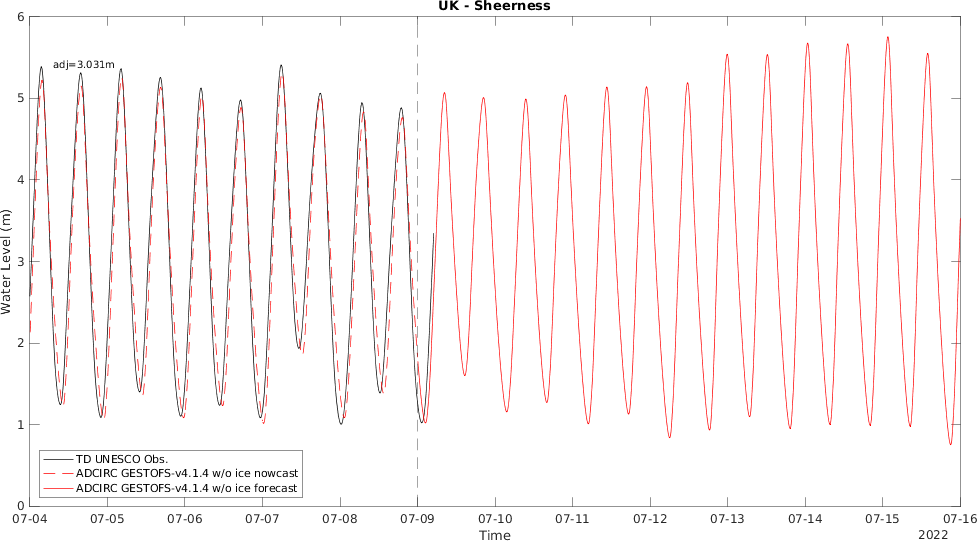 UK - Sheerness
6
adj=3.031m
5
4
3
2
1
0
Water Level (m)
TD UNESCO Obs.
ADCIRC GESTOFS-v4.1.4 w/o ice nowcast
ADCIRC GESTOFS-v4.1.4 w/o ice forecast
07-04 07-05 07-06 07-07 07-08 07-09 07-10 07-11 07-12 07-13 07-14 07-15 07-16
Time
2022